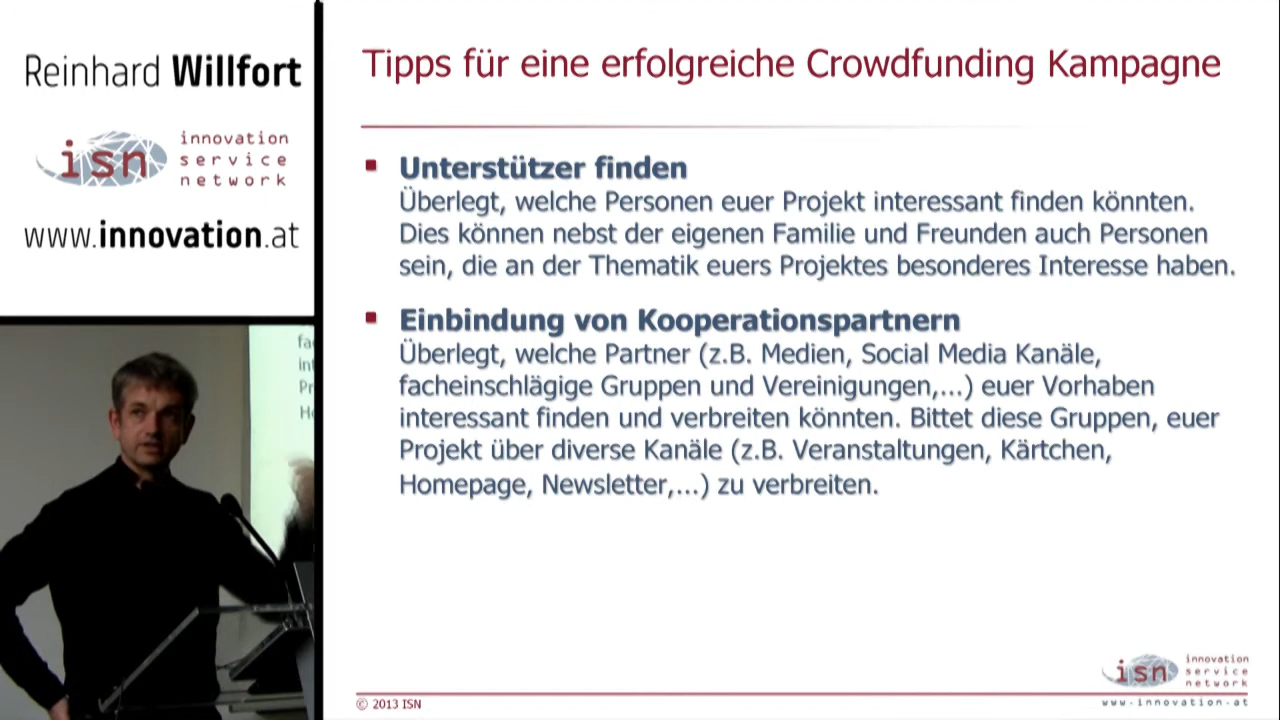 Reinhard Willfort
isn
innovation
service
network
www.innovation.at
Tipps für eine erfolgreiche Crowdfunding Kampagne
Unterstützer finden
Überlegt, welche Personen euer Projekt interessant finden könnten.
Dies können nebst der eigenen Familie und Freunden auch Personen
sein, die an der Thematik euers Projektes besonderes Interesse haben.
Einbindung von Kooperationspartnern
Überlegt, welche Partner (z.B. Medien, Social Media Kanäle,
facheinschlägige Gruppen und Vereinigungen,...) euer Vorhaben
interessant finden und verbreiten könnten. Bittet diese Gruppen, euer
Projekt über diverse Kanäle (z.B. Veranstaltungen, Kärtchen,
Homepage, Newsletter,...) zu verbreiten.
isn
innovation
service
network
www.innovation.at
© 2013 ISN